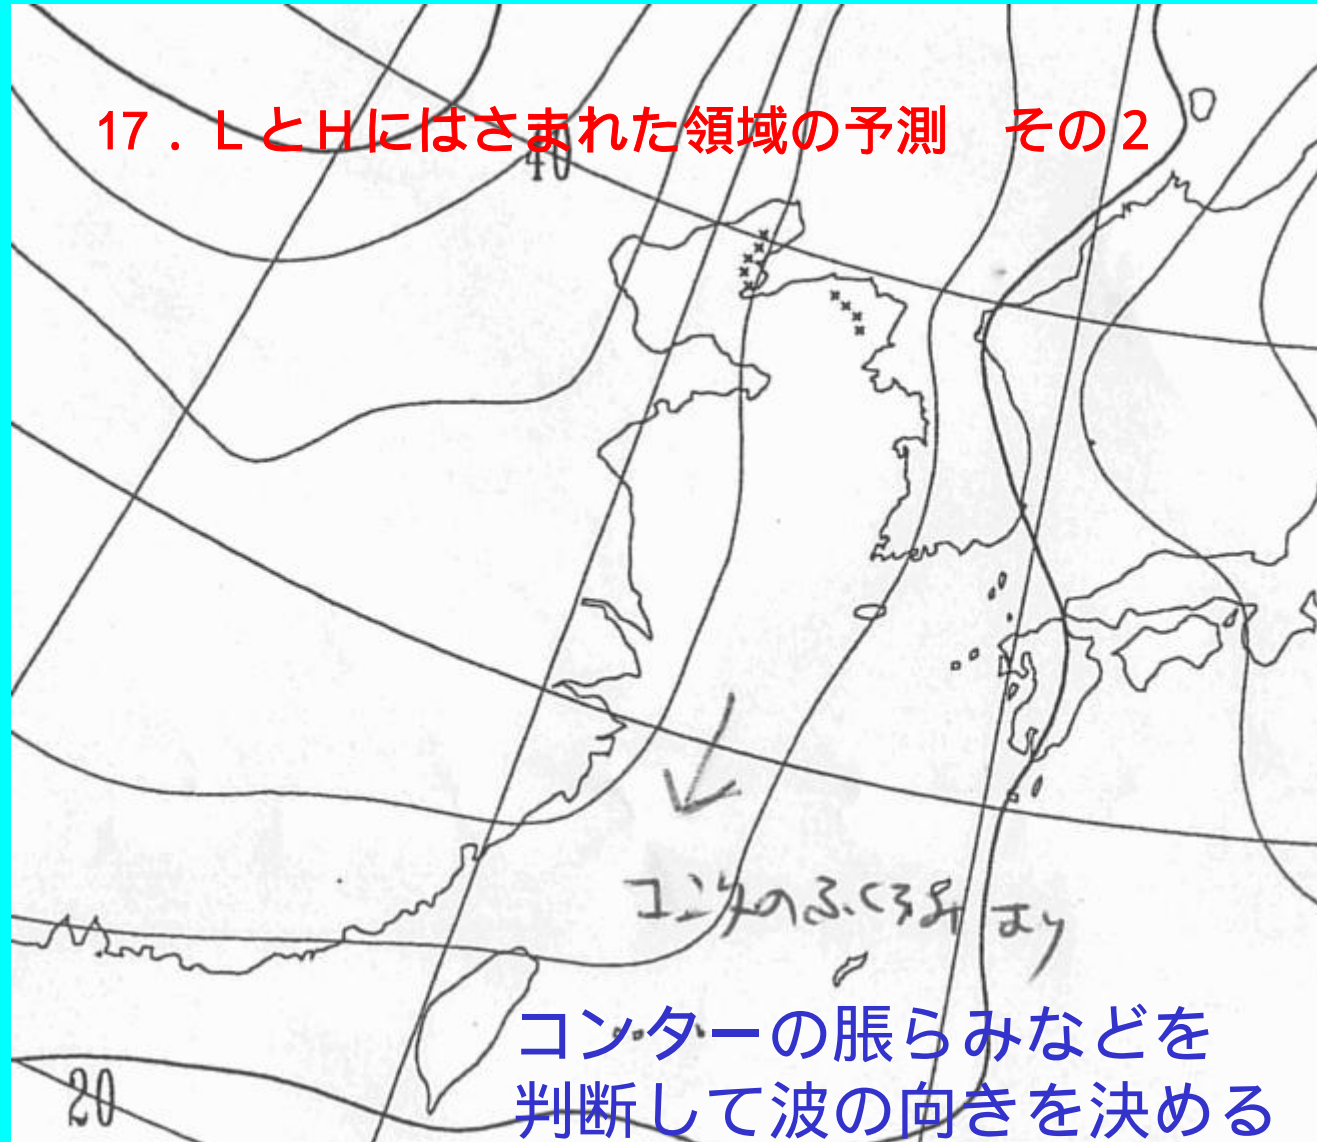 17．ＬとＨにはさまれた領域の予測　その２
40
コンターのふくらみ より
コンターの脹らみなどを
20
判断して波の向きを決める